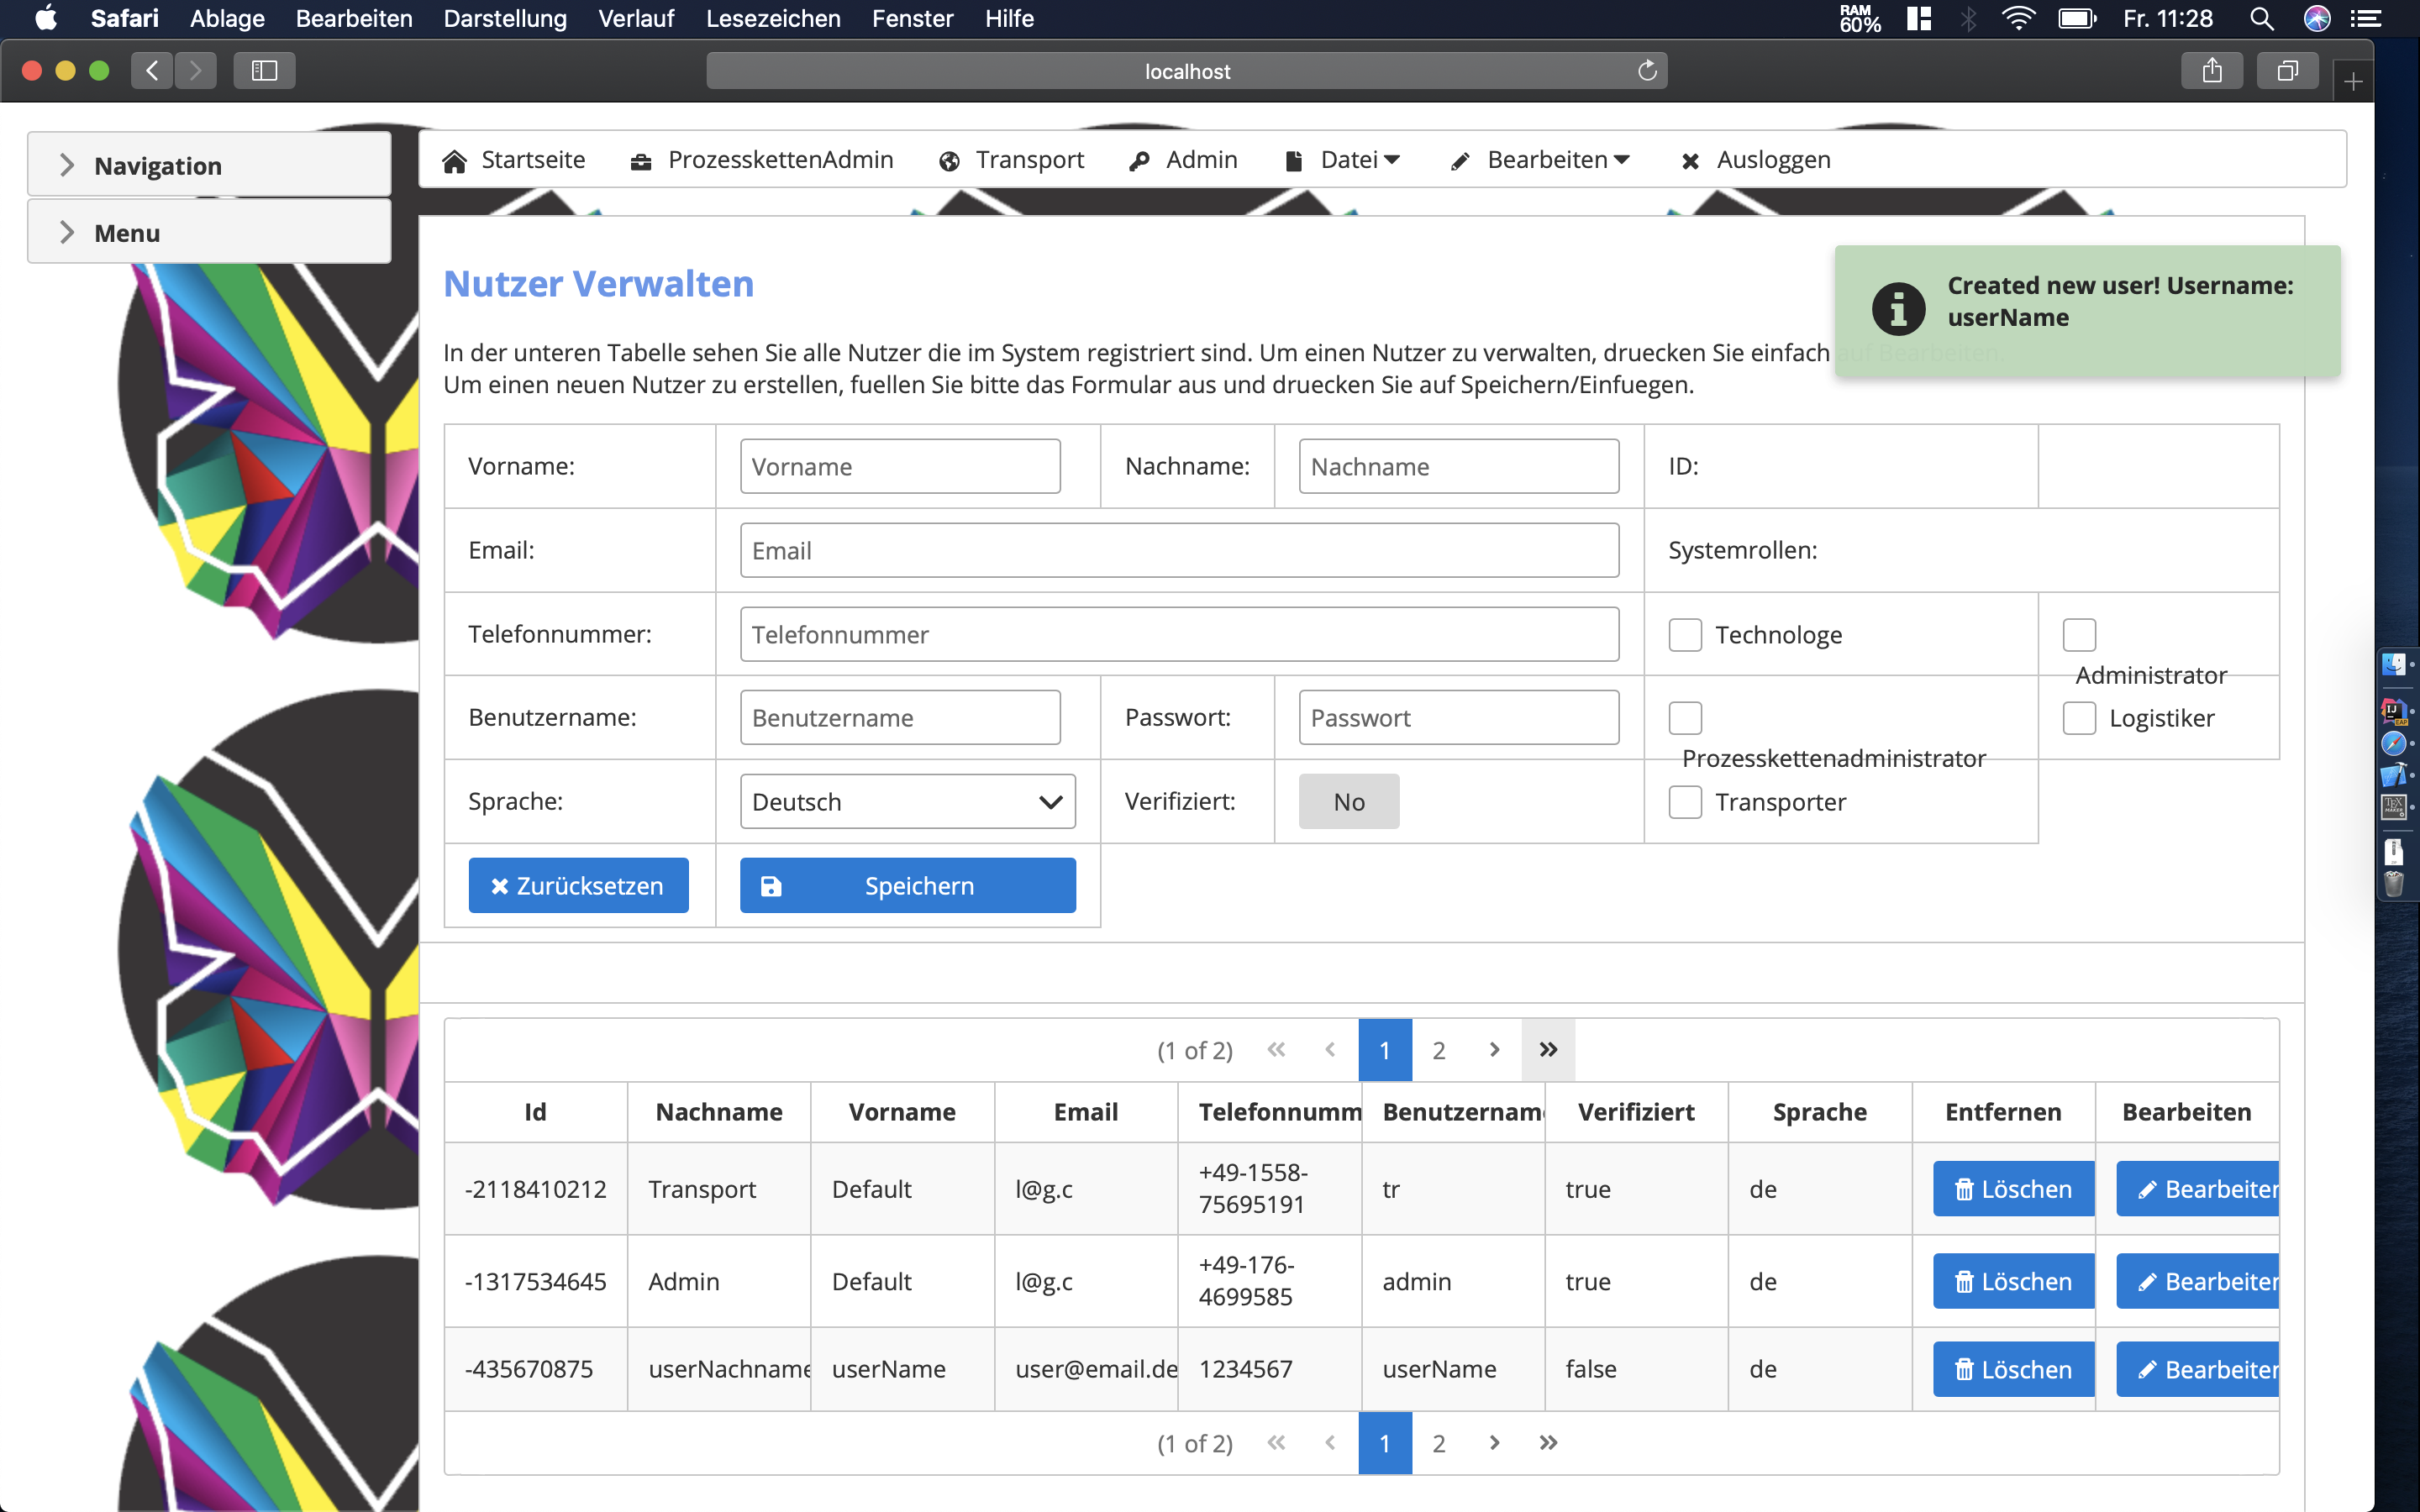 Safari Ablage Bearbeiten Darstellung Verlauf Lesezeichen Fenster Hilfe RAM 60% Fr. 11:28
localhost
Navigation
Menu
Startseite ProzesskettenAdmin Transport Admin Datei Bearbeiten Ausloggen
Nutzer Verwalten
Created new user! Username:
userName
In der unteren Tabelle sehen Sie alle Nutzer die im System registriert sind. Um einen Nutzer zu verwalten, druecken Sie einfach auf Bearbeiten.
Um einen neuen Nutzer zu erstellen, fuellen Sie bitte das Formular aus und druecken Sie auf Speichern/Einfuegen.
Vorname: Vorname Nachname: Nachname ID:
Email: Email Systemrollen:
Telefonnummer: Telefonnummer Technologe Administrator
Benutzername: Benutzername Passwort: Passwort Prozesskettenadministrator Logistiker
Sprache: Deutsch Verifiziert: No Transporter
Zurücksetzen Speichern
(1 of 2) « ‹ 1 2 › »
Id Nachname Vorname Email Telefonnumm Benutzernam Verifiziert Sprache Entfernen Bearbeiten
-2118410212 Transport Default l@g.c +49-1558-75695191 tr true de Löschen Bearbeiten
-1317534645 Admin Default l@g.c +49-176-4699585 admin true de Löschen Bearbeiten
-435670875 userNachname userName user@email.de 1234567 userName false de Löschen Bearbeiten
(1 of 2) « ‹ 1 2 › »